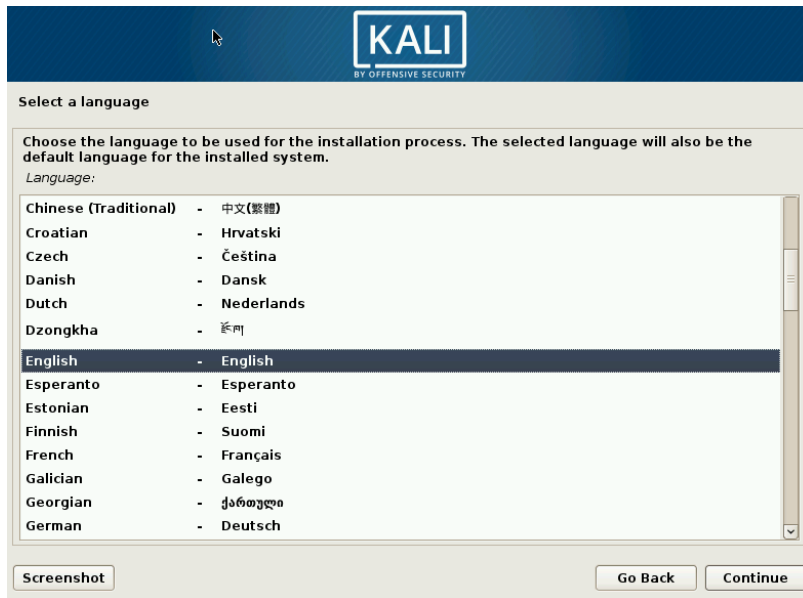 KALI
BY OFFENSIVE SECURITY
Select a language
Choose the language to be used for the installation process. The selected language will also be the
default language for the installed system.
Language:
Chinese (Traditional) - 中文(繁體)
Croatian - Hrvatski
Czech - Čeština
Danish - Dansk
Dutch - Nederlands
Dzongkha - རྫོང་ཁ།
English - English
Esperanto - Esperanto
Estonian - Eesti
Finnish - Suomi
French - Français
Galician - Galego
Georgian - ქართული
German - Deutsch
Screenshot
Go Back
Continue